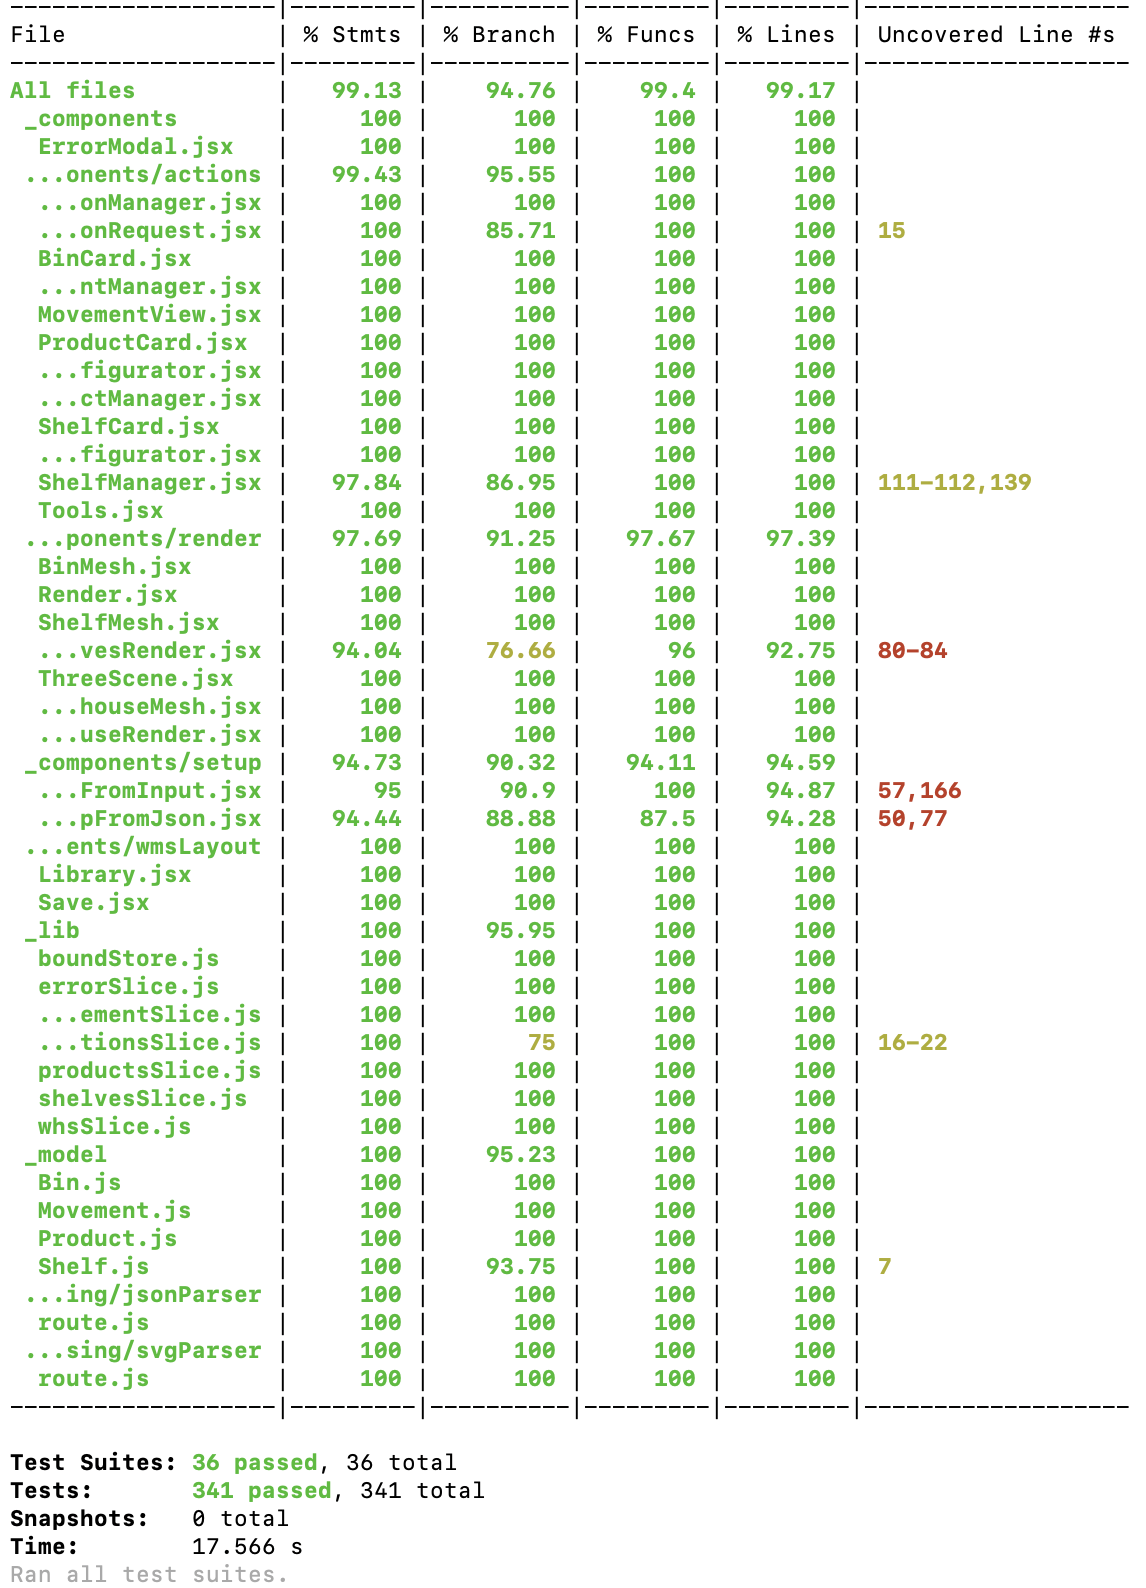 --------------------|---------|----------|---------|---------|-------------------
File                | % Stmts | % Branch | % Funcs | % Lines | Uncovered Line #s
--------------------|---------|----------|---------|---------|-------------------
All files           |   99.13 |    94.76 |    99.4 |   99.17 |
 _components        |     100 |      100 |     100 |     100 |
  ErrorModal.jsx    |     100 |      100 |     100 |     100 |
 ...onents/actions  |   99.43 |    95.55 |     100 |     100 |
  ...onManager.jsx  |     100 |      100 |     100 |     100 |
  ...onRequest.jsx  |     100 |    85.71 |     100 |     100 | 15
  BinCard.jsx       |     100 |      100 |     100 |     100 |
  ...ntManager.jsx  |     100 |      100 |     100 |     100 |
  MovementView.jsx  |     100 |      100 |     100 |     100 |
  ProductCard.jsx   |     100 |      100 |     100 |     100 |
  ...figurator.jsx  |     100 |      100 |     100 |     100 |
  ...ctManager.jsx  |     100 |      100 |     100 |     100 |
  ShelfCard.jsx     |     100 |      100 |     100 |     100 |
  ...figurator.jsx  |     100 |      100 |     100 |     100 |
  ShelfManager.jsx  |   97.84 |    86.95 |     100 |     100 | 111-112,139
  Tools.jsx         |     100 |      100 |     100 |     100 |
 ...ponents/render  |   97.69 |    91.25 |   97.67 |   97.39 |
  BinMesh.jsx       |     100 |      100 |     100 |     100 |
  Render.jsx        |     100 |      100 |     100 |     100 |
  ShelfMesh.jsx     |     100 |      100 |     100 |     100 |
  ...vesRender.jsx  |   94.04 |    76.66 |      96 |   92.75 | 80-84
  ThreeScene.jsx    |     100 |      100 |     100 |     100 |
  ...houseMesh.jsx  |     100 |      100 |     100 |     100 |
  ...useRender.jsx  |     100 |      100 |     100 |     100 |
 _components/setup  |   94.73 |    90.32 |   94.11 |   94.59 |
  ...FromInput.jsx  |      95 |     90.9 |     100 |   94.87 | 57,166
  ...pFromJson.jsx  |   94.44 |    88.88 |    87.5 |   94.28 | 50,77
 ...ents/wmsLayout  |     100 |      100 |     100 |     100 |
  Library.jsx       |     100 |      100 |     100 |     100 |
  Save.jsx          |     100 |      100 |     100 |     100 |
 _lib               |     100 |    95.95 |     100 |     100 |
  boundStore.js     |     100 |      100 |     100 |     100 |
  errorSlice.js     |     100 |      100 |     100 |     100 |
  ...ementSlice.js  |     100 |      100 |     100 |     100 |
  ...tionsSlice.js  |     100 |       75 |     100 |     100 | 16-22
  productsSlice.js  |     100 |      100 |     100 |     100 |
  shelvesSlice.js   |     100 |      100 |     100 |     100 |
  whsSlice.js       |     100 |      100 |     100 |     100 |
 _model             |     100 |    95.23 |     100 |     100 |
  Bin.js            |     100 |      100 |     100 |     100 |
  Movement.js       |     100 |      100 |     100 |     100 |
  Product.js        |     100 |      100 |     100 |     100 |
  Shelf.js          |     100 |    93.75 |     100 |     100 | 7
 ...ing/jsonParser  |     100 |      100 |     100 |     100 |
  route.js          |     100 |      100 |     100 |     100 |
 ...sing/svgParser  |     100 |      100 |     100 |     100 |
  route.js          |     100 |      100 |     100 |     100 |
--------------------|---------|----------|---------|---------|-------------------
Test Suites: 36 passed, 36 total
Tests:       341 passed, 341 total
Snapshots:   0 total
Time:        17.566 s
Ran all test suites.